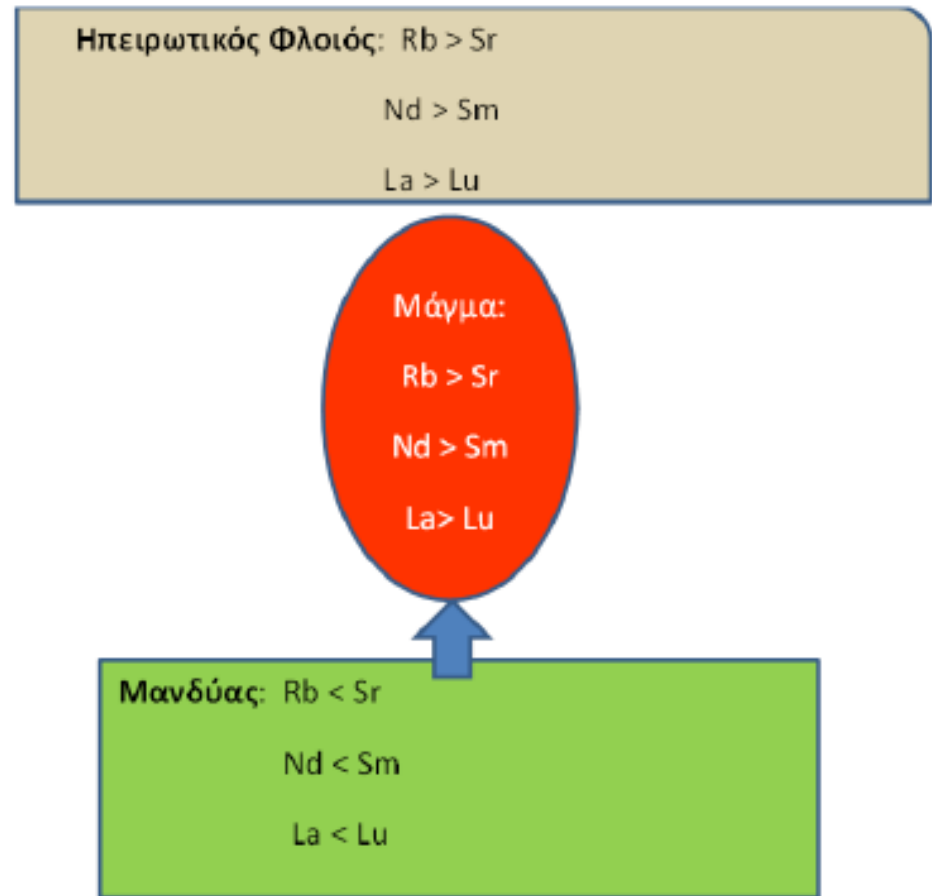 Ηπειρωτικός Φλοιός: Rb > Sr
Nd > Sm
La > Lu
Μάγμα:
Rb > Sr
Nd > Sm
La> Lu
Μανδύας: Rb < Sr
Nd < Sm
La < Lu